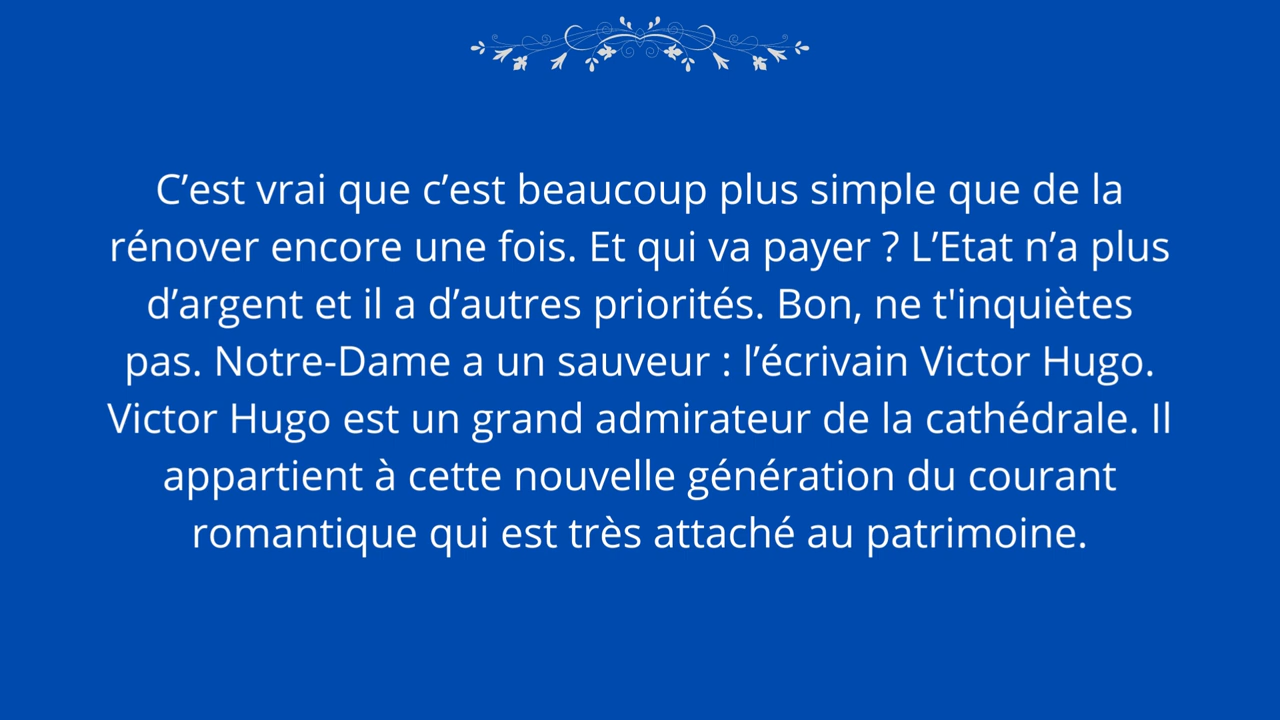 C’est vrai que c’est beaucoup plus simple que de la
rénover encore une fois. Et qui va payer ? L’Etat n’a plus
d’argent et il a d’autres priorités. Bon, ne t'inquiètes
pas. Notre-Dame a un sauveur : l’écrivain Victor Hugo.
Victor Hugo est un grand admirateur de la cathédrale. Il
appartient à cette nouvelle génération du courant
romantique qui est très attaché au patrimoine.